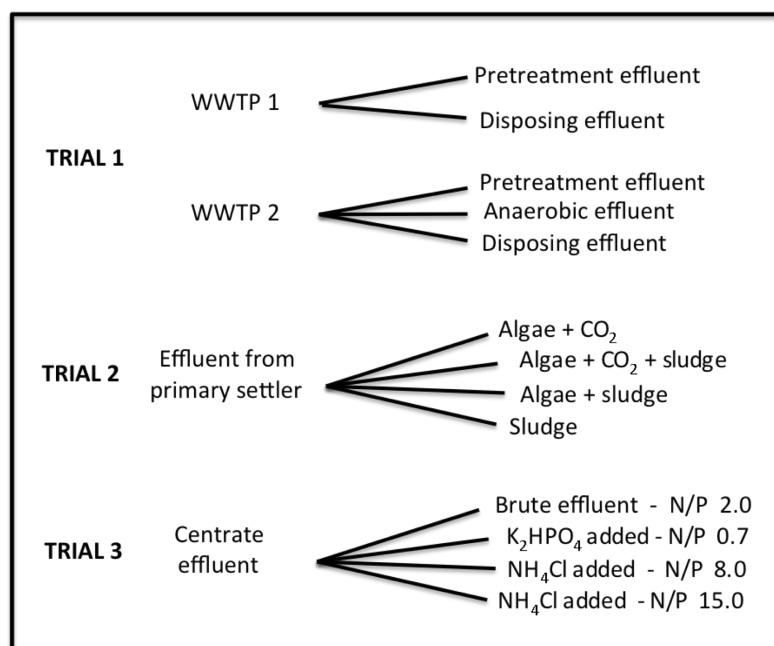 TRIAL 1
WWTP 1
Pretreatment effluent
Disposing effluent
WWTP 2
Pretreatment effluent
Anaerobic effluent
Disposing effluent
TRIAL 2
Effluent from
primary settler
Algae + CO₂
Algae + CO₂ + sludge
Algae + sludge
Sludge
TRIAL 3
Centrate
effluent
Brute effluent - N/P 2.0
K₂HPO₄ added - N/P 0.7
NH₄Cl added - N/P 8.0
NH₄Cl added - N/P 15.0